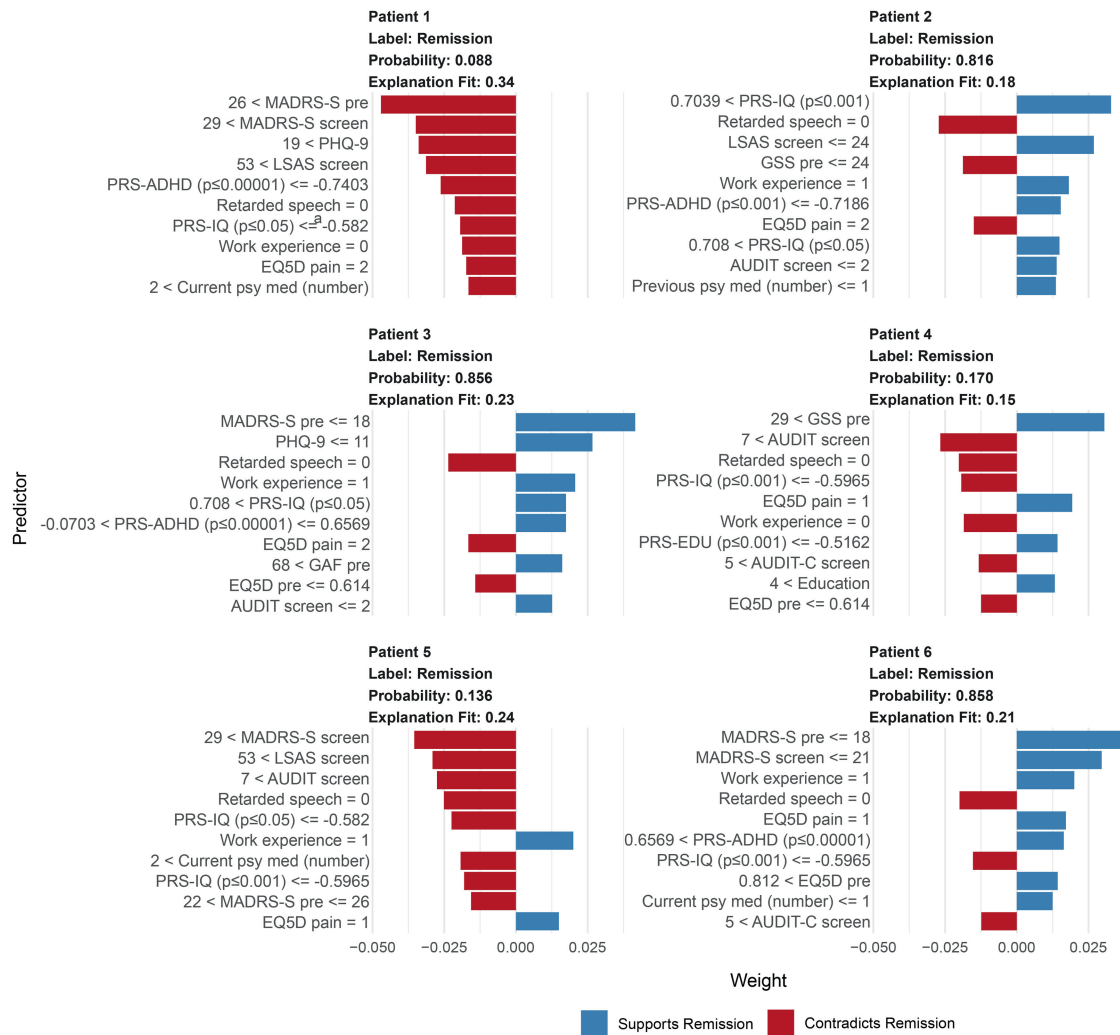 Patient 1
Label: Remission
Probability: 0.088
Explanation Fit: 0.34
26 < MADRS-S pre
29 < MADRS-S screen
19 < PHQ-9
53 < LSAS screen
PRS-ADHD (p≤0.00001) <= -0.7403
Retarded speech = 0
PRS-IQ (p≤0.05) <= -0.582
a
Work experience = 0
EQ5D pain = 2
2 < Current psy med (number)
Patient 2
Label: Remission
Probability: 0.816
Explanation Fit: 0.18
0.7039 < PRS-IQ (p≤0.001)
Retarded speech = 0
LSAS screen <= 24
GSS pre <= 24
Work experience = 1
PRS-ADHD (p≤0.001) <= -0.7186
EQ5D pain = 2
0.708 < PRS-IQ (p≤0.05)
AUDIT screen <= 2
Previous psy med (number) <= 1
Patient 3
Label: Remission
Probability: 0.856
Explanation Fit: 0.23
MADRS-S pre <= 18
PHQ-9 <= 11
Retarded speech = 0
Work experience = 1
0.708 < PRS-IQ (p≤0.05)
-0.0703 < PRS-ADHD (p≤0.00001) <= 0.6569
EQ5D pain = 2
68 < GAF pre
EQ5D pre <= 0.614
AUDIT screen <= 2
Patient 4
Label: Remission
Probability: 0.170
Explanation Fit: 0.15
29 < GSS pre
7 < AUDIT screen
Retarded speech = 0
PRS-IQ (p≤0.001) <= -0.5965
EQ5D pain = 1
Work experience = 0
PRS-EDU (p≤0.001) <= -0.5162
5 < AUDIT-C screen
4 < Education
EQ5D pre <= 0.614
Patient 5
Label: Remission
Probability: 0.136
Explanation Fit: 0.24
29 < MADRS-S screen
53 < LSAS screen
7 < AUDIT screen
Retarded speech = 0
PRS-IQ (p≤0.05) <= -0.582
Work experience = 1
2 < Current psy med (number)
PRS-IQ (p≤0.001) <= -0.5965
22 < MADRS-S pre <= 26
EQ5D pain = 1
−0.050 −0.025 0.000 0.025
Patient 6
Label: Remission
Probability: 0.858
Explanation Fit: 0.21
MADRS-S pre <= 18
MADRS-S screen <= 21
Work experience = 1
Retarded speech = 0
EQ5D pain = 1
0.6569 < PRS-ADHD (p≤0.00001)
PRS-IQ (p≤0.001) <= -0.5965
0.812 < EQ5D pre
Current psy med (number) <= 1
5 < AUDIT-C screen
−0.050 −0.025 0.000 0.025
Predictor
Weight
Supports Remission
Contradicts Remission